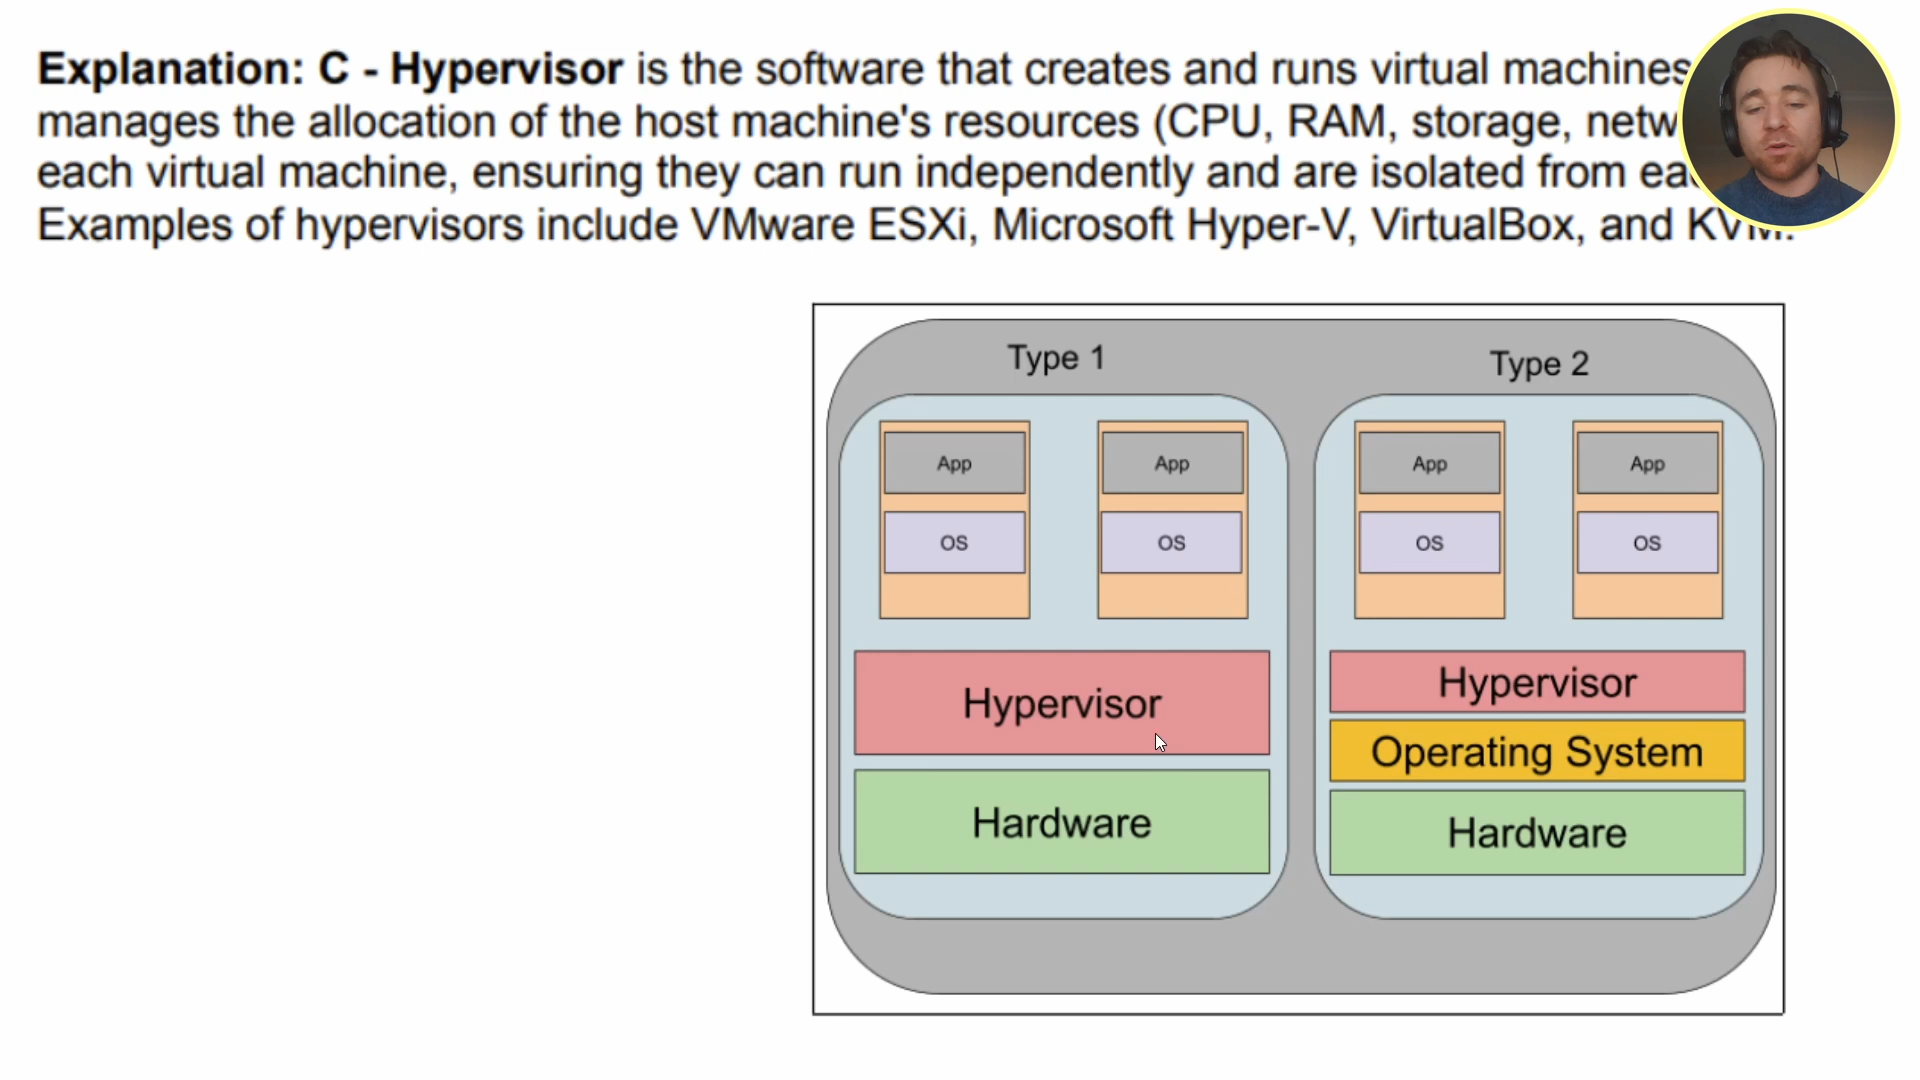 Explanation: C - Hypervisor is the software that creates and runs virtual machines
manages the allocation of the host machine's resources (CPU, RAM, storage, netw
each virtual machine, ensuring they can run independently and are isolated from ea
Examples of hypervisors include VMware ESXi, Microsoft Hyper-V, VirtualBox, and KVM.
Type 1
Type 2
App
App
App
App
OS
OS
OS
OS
Hypervisor
Hypervisor
Operating System
Hardware
Hardware